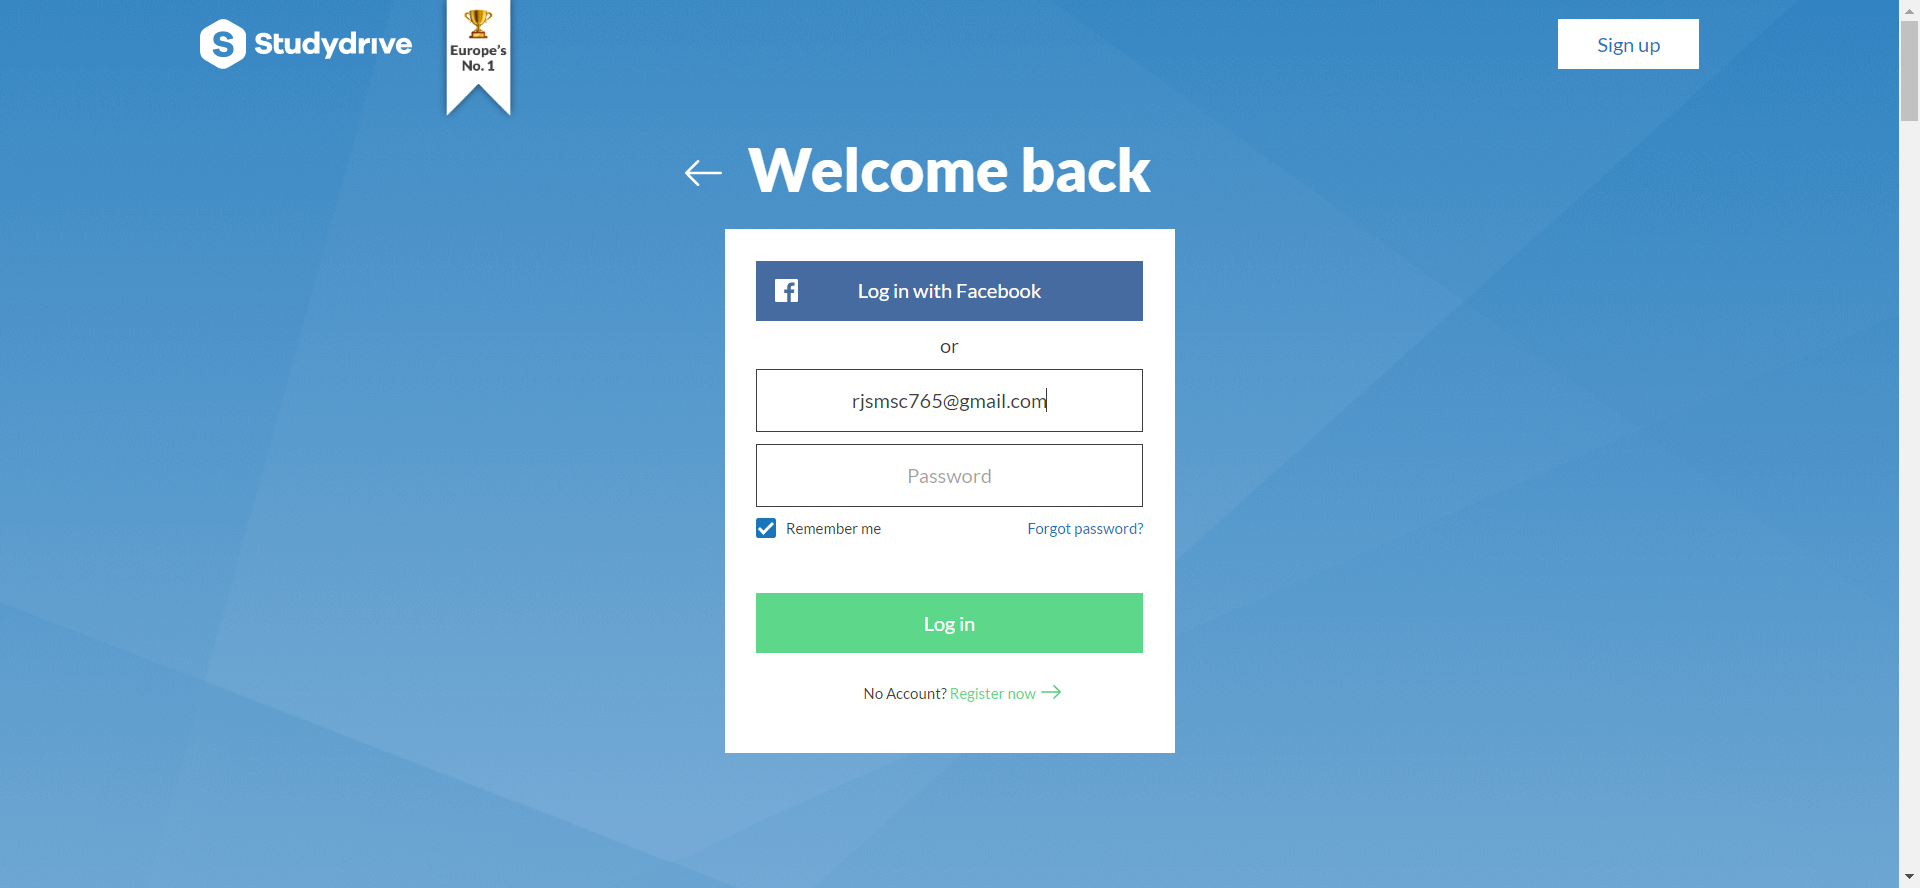 Studydrive
Europe's
No. 1
Sign up
Welcome back
Log in with Facebook
or
rjsmsc765@gmail.com
Password
Remember me
Forgot password?
Log in
No Account? Register now